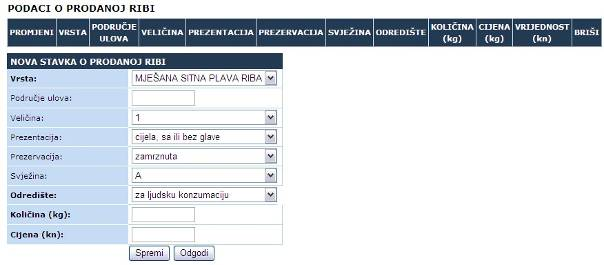 PODACI O PRODANOJ RIBI
PROMJENI VRSTA PODRUČJE ULOVA VELIČINA PREZENTACIJA PREZERVACIJA SVJEŽINA ODREDIŠTE KOLIČINA (kg) CIJENA (kg) VRIJEDNOST (kn) BRIŠI
NOVA STAVKA O PRODANOJ RIBI
Vrsta: MJEŠANA SITNA PLAVA RIBA
Područje ulova:
Veličina: 1
Prezentacija: cijela, sa ili bez glave
Prezervacija: zamrznuta
Svježina: A
Odredište: za ljudsku konzumaciju
Količina (kg):
Cijena (kn):
Spremi Odgodi